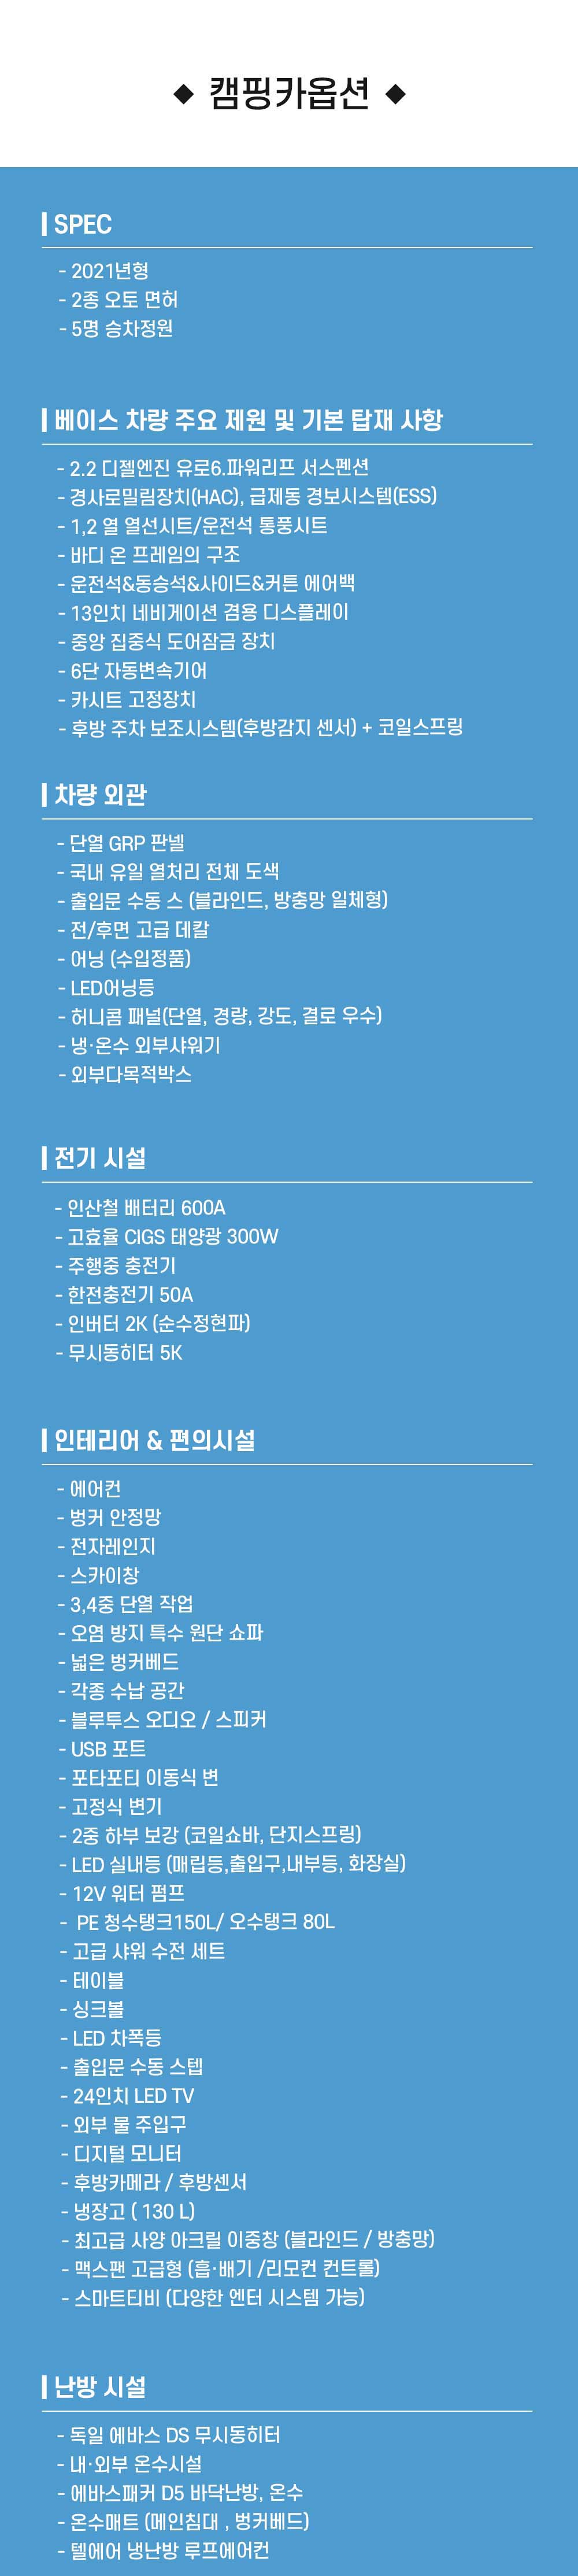 ◆ 캠핑카옵션 ◆
SPEC
- 2021년형
- 2종 오토 면허
- 5명 승차정원
베이스 차량 주요 제원 및 기본 탑재 사항
- 2.2 디젤엔진 유로6.파워리프 서스펜션
- 경사로밀림장치(HAC), 급제동 경보시스템(ESS)
- 1,2 열 열선시트/운전석 통풍시트
- 바디 온 프레임의 구조
- 운전석&동승석&사이드&커튼 에어백
- 13인치 네비게이션 겸용 디스플레이
- 중앙 집중식 도어잠금 장치
- 6단 자동변속기어
- 카시트 고정장치
- 후방 주차 보조시스템(후방감지 센서) + 코일스프링
차량 외관
- 단열 GRP 판넬
- 국내 유일 열처리 전체 도색
- 출입문 수동 스 (블라인드, 방충망 일체형)
- 전/후면 고급 데칼
- 어닝 (수입정품)
- LED어닝등
- 허니콤 패널(단열, 경량, 강도, 결로 우수)
- 냉·온수 외부샤워기
- 외부다목적박스
전기 시설
- 인산철 배터리 600A
- 고효율 CIGS 태양광 300W
- 주행중 충전기
- 한전충전기 50A
- 인버터 2K (순수정현파)
- 무시동히터 5K
인테리어 & 편의시설
- 에어컨
- 벙커 안정망
- 전자레인지
- 스카이창
- 3,4중 단열 작업
- 오염 방지 특수 원단 쇼파
- 넓은 벙커베드
- 각종 수납 공간
- 블루투스 오디오 / 스피커
- USB 포트
- 포타포티 이동식 변
- 고정식 변기
- 2중 하부 보강 (코일쇼바, 단지스프링)
- LED 실내등 (매립등,출입구,내부등, 화장실)
- 12V 워터 펌프
- PE 청수탱크150L/ 오수탱크 80L
- 고급 샤워 수전 세트
- 테이블
- 싱크볼
- LED 차폭등
- 출입문 수동 스텝
- 24인치 LED TV
- 외부 물 주입구
- 디지털 모니터
- 후방카메라 / 후방센서
- 냉장고 ( 130 L)
- 최고급 사양 아크릴 이중창 (블라인드 / 방충망)
- 맥스팬 고급형 (흡·배기 /리모컨 컨트롤)
- 스마트티비 (다양한 엔터 시스템 가능)
난방 시설
- 독일 에바스 DS 무시동히터
- 내·외부 온수시설
- 에바스패커 D5 바닥난방, 온수
- 온수매트 (메인침대 , 벙커베드)
- 텔에어 냉난방 루프에어컨